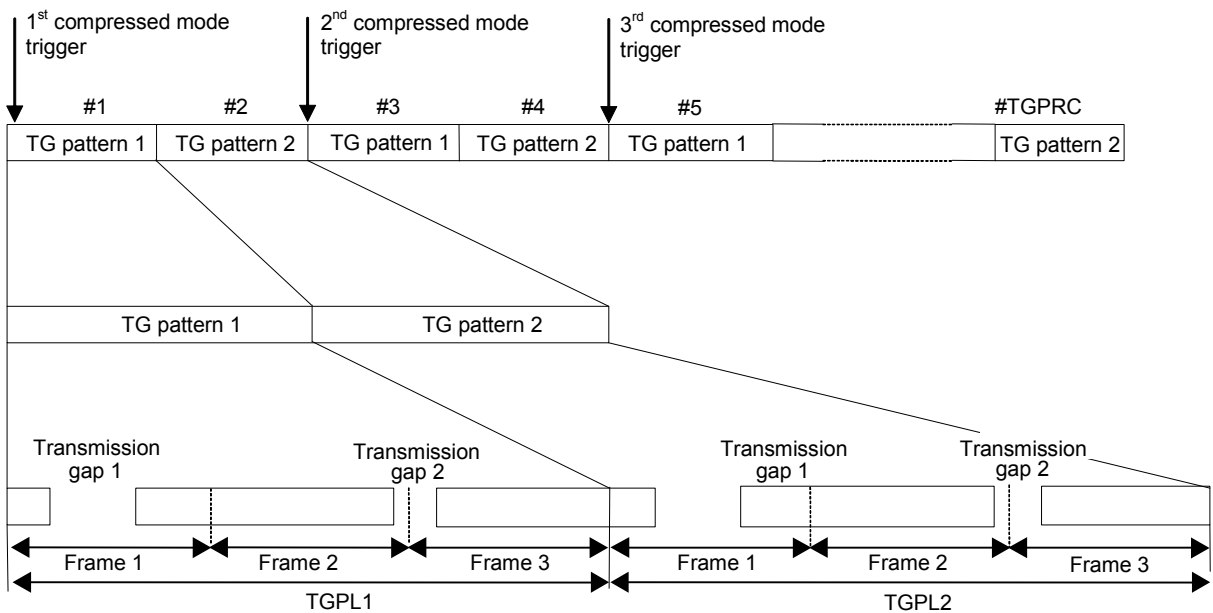 1st compressed mode
trigger
2nd compressed mode
trigger
3rd compressed mode
trigger
#1
#2
#3
#4
#5
#TGPRC
TG pattern 1
TG pattern 2
TG pattern 1
TG pattern 2
TG pattern 1
TG pattern 2
TG pattern 1
TG pattern 2
Transmission
gap 1
Transmission
gap 2
Transmission
gap 1
Transmission
gap 2
Frame 1
Frame 2
Frame 3
Frame 1
Frame 2
Frame 3
TGPL1
TGPL2